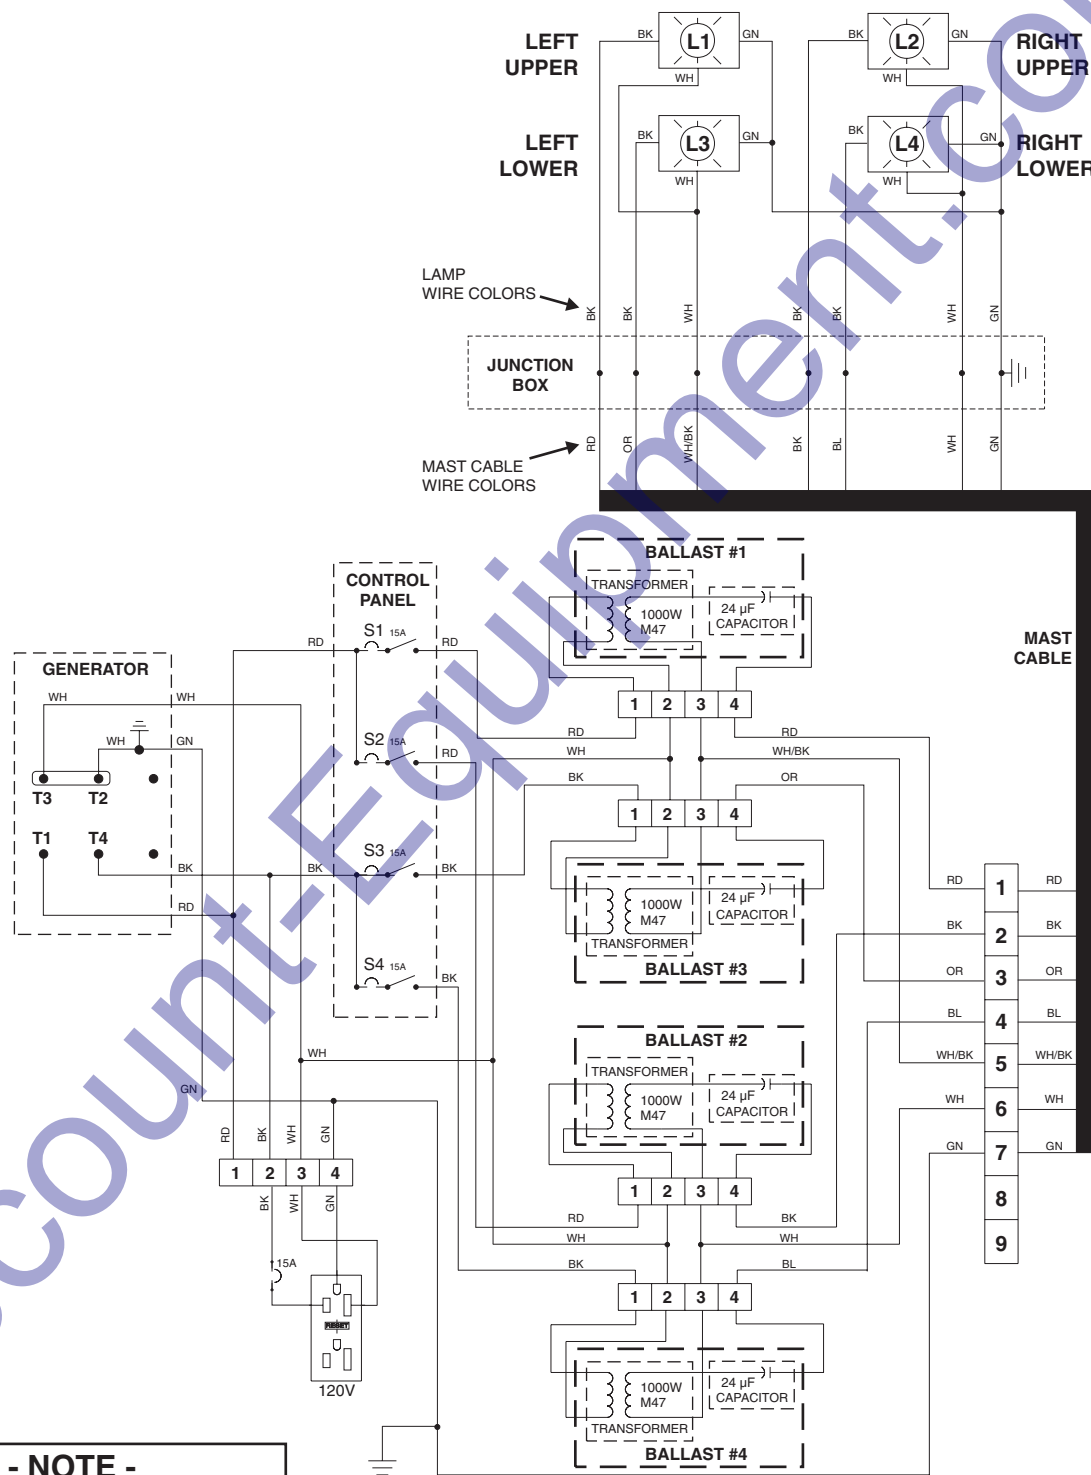 LEFT UPPER
BK
L1
GN
WH
BK
L2
GN
WH
RIGHT UPPER
LEFT LOWER
BK
L3
GN
WH
BK
L4
GN
WH
RIGHT LOWER
LAMP
WIRE COLORS
BK
BK
WH
BK
BK
WH
GN
JUNCTION
BOX
MAST CABLE
WIRE COLORS
RD
OR
WH/BK
BK
BL
WH
GN
MAST
CABLE
BALLAST #1
TRANSFORMER
1000W
M47
24 µF
CAPACITOR
1 2 3 4
RD
RD
WH
WH/BK
BK
OR
1 2 3 4
1000W
M47
24 µF
CAPACITOR
TRANSFORMER
BALLAST #3
CONTROL
PANEL
RD
S1 15A
RD
S2 15A
RD
BK
S3 15A
BK
S4 15A
BK
GENERATOR
WH
WH
WH
GN
T3
T2
T1
T4
BK
RD
WH
GN
RD
BK
WH
GN
1 2 3 4
BK
WH
GN
15A
RESET
120V
BALLAST #2
TRANSFORMER
1000W
M47
24 µF
CAPACITOR
1 2 3 4
RD
BK
WH
WH
BK
BL
1 2 3 4
1000W
M47
24 µF
CAPACITOR
TRANSFORMER
BALLAST #4
RD 1 RD
BK 2 BK
OR 3 OR
BL 4 BL
WH/BK 5 WH/BK
WH 6 WH
GN 7 GN
8
9
- NOTE -
count-Equipment.co